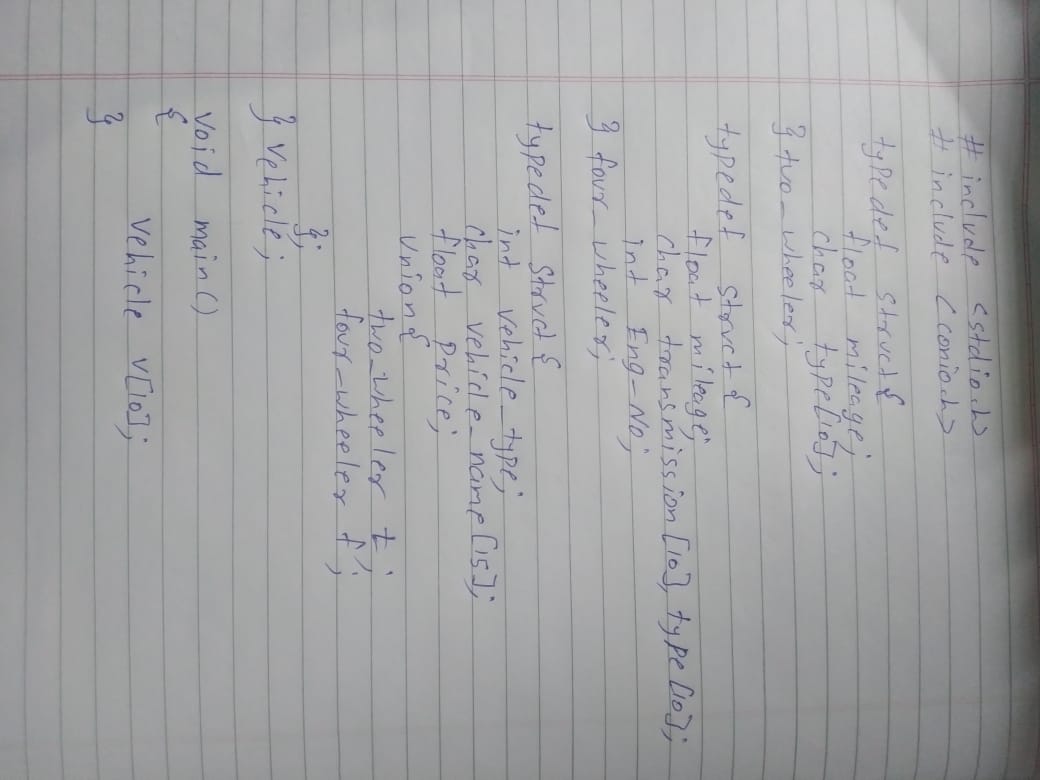 # include <stdio.h>
# include <conio.h>
typedef struct {
float mileage;
char type[10];
} two_wheeler;
typedef struct {
float mileage;
char transmission[10], type[10];
int Eng-No;
} four_wheeler;
typedef struct {
int vehicle_type;
char vehicle_name[15];
float price;
union {
two_wheeler t;
four_wheeler f;
};
} vehicle;
void main()
{
vehicle v[10];
}